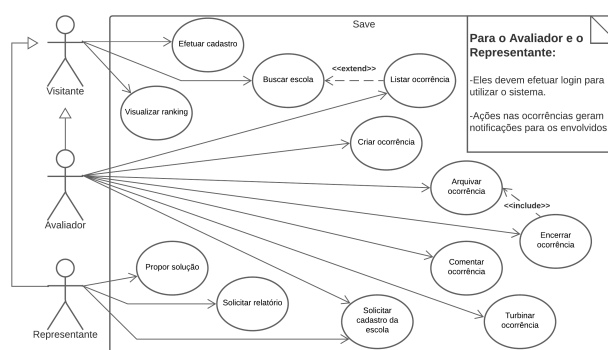 Save
Para o Avaliador e o
Representante:
-Eles devem efetuar login para
utilizar o sistema.
-Ações nas ocorrências geram
notificações para os envolvidos
Visitante
Efetuar cadastro
Buscar escola
<<extend>>
Listar ocorrência
Visualizar ranking
Criar ocorrência
Avaliador
Arquivar
ocorrência
<<include>>
Encerrar
ocorrência
Comentar
ocorrência
Propor solução
Solicitar relatório
Solicitar
cadastro da
escola
Turbinar
ocorrência
Representante